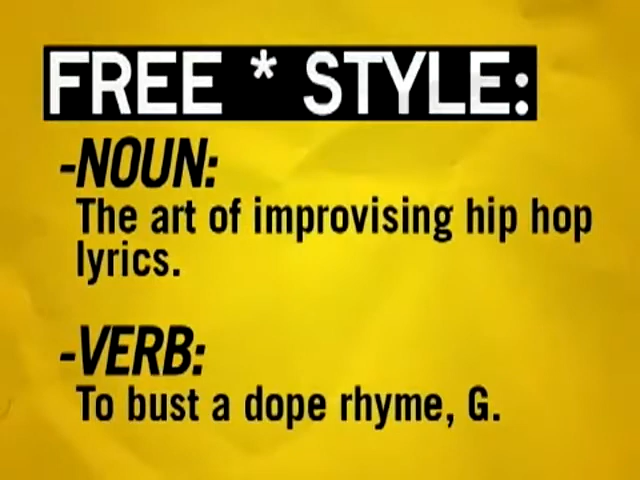 FREE * STYLE:
-NOUN:
The art of improvising hip hop
lyrics.
-VERB:
To bust a dope rhyme, G.